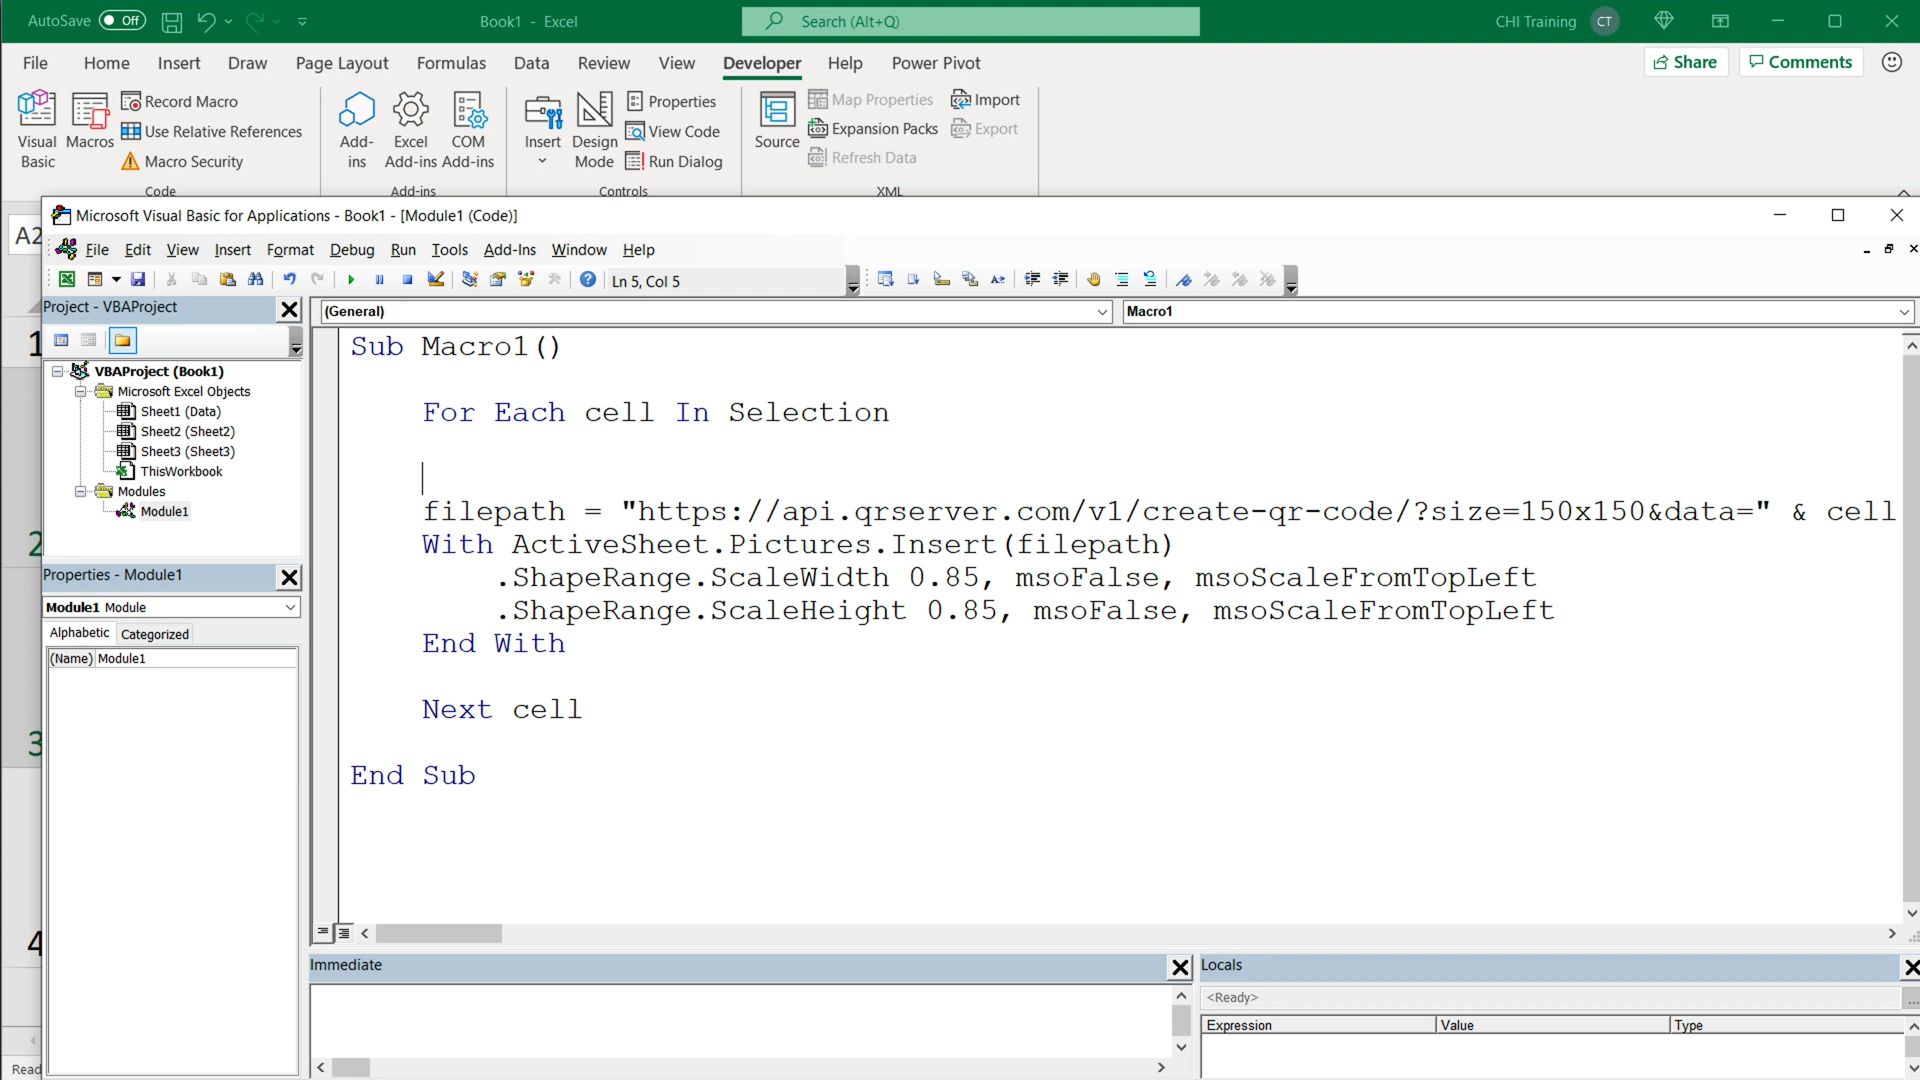 AutoSave Off Book1 - Excel Search (Alt+Q) CHI Training CT
File Home Insert Draw Page Layout Formulas Data Review View Developer Help Power Pivot Share Comments
Visual Basic
Macros
Record Macro
Use Relative References
Macro Security
Code
Add-ins
Excel Add-ins
COM Add-ins
Add-ins
Insert
Design Mode
Properties
View Code
Run Dialog
Controls
Source
Map Properties
Expansion Packs
Refresh Data
Import
Export
XML
Microsoft Visual Basic for Applications - Book1 - [Module1 (Code)]
File Edit View Insert Format Debug Run Tools Add-Ins Window Help
Ln 5, Col 5
Project - VBAProject
VBAProject (Book1)
Microsoft Excel Objects
Sheet1 (Data)
Sheet2 (Sheet2)
Sheet3 (Sheet3)
ThisWorkbook
Modules
Module1
Properties - Module1
Module1 Module
Alphabetic Categorized
(Name) Module1
1
2
3
4
(General) Macro1
Sub Macro1()
For Each cell In Selection
filepath = "https://api.qrserver.com/v1/create-qr-code/?size=150x150&data=" & cell
With ActiveSheet.Pictures.Insert(filepath)
.ShapeRange.ScaleWidth 0.85, msoFalse, msoScaleFromTopLeft
.ShapeRange.ScaleHeight 0.85, msoFalse, msoScaleFromTopLeft
End With
Next cell
End Sub
Immediate
Locals
<Ready>
Expression Value Type